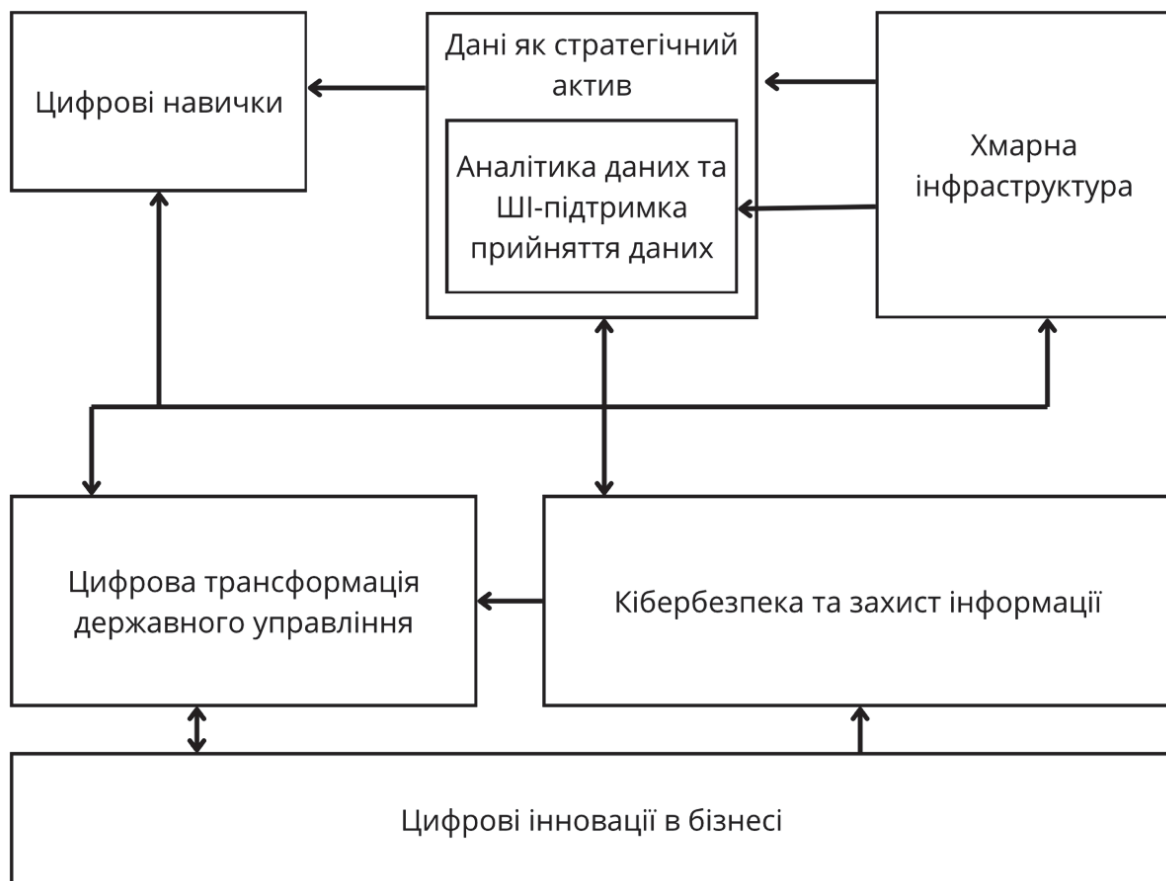 Цифрові навички
Дані як стратегічний
актив
Аналітика даних та
ШІ-підтримка
прийняття даних
Хмарна
інфраструктура
Цифрова трансформація
державного управління
Кібербезпека та захист інформації
Цифрові інновації в бізнесі